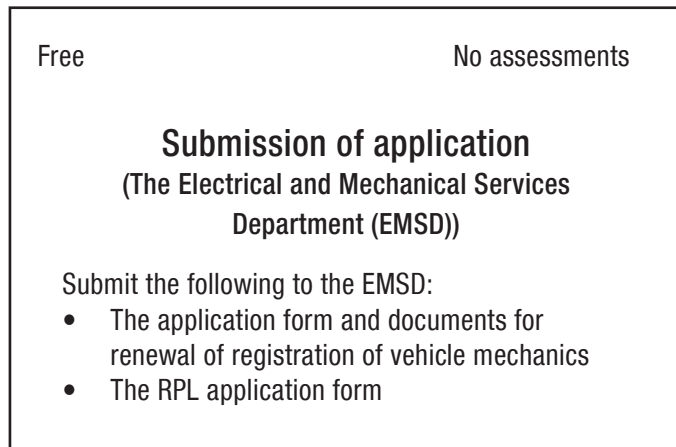 Free No assessments
Submission of application
(The Electrical and Mechanical Services
Department (EMSD))
Submit the following to the EMSD:
• The application form and documents for
renewal of registration of vehicle mechanics
• The RPL application form